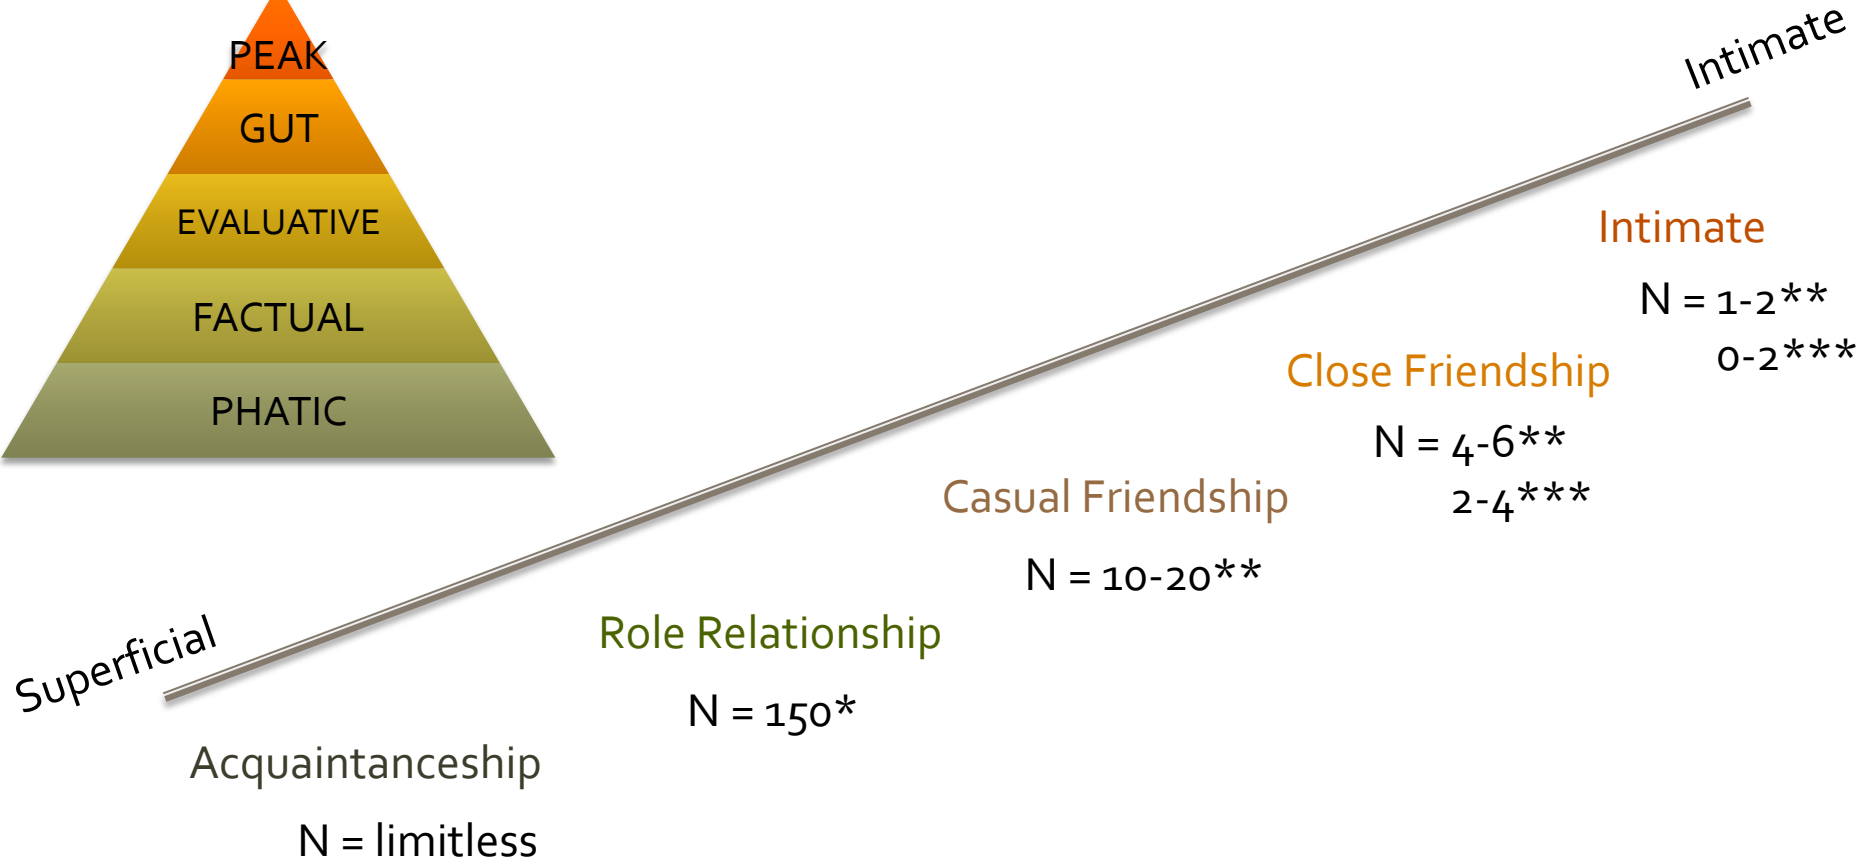 PEAK
GUT
EVALUATIVE
FACTUAL
PHATIC
Intimate
Superficial
Intimate
N = 1-2**
0-2***
Close Friendship
N = 4-6**
2-4***
Casual Friendship
N = 10-20**
Role Relationship
N = 150*
Acquaintanceship
N = limitless